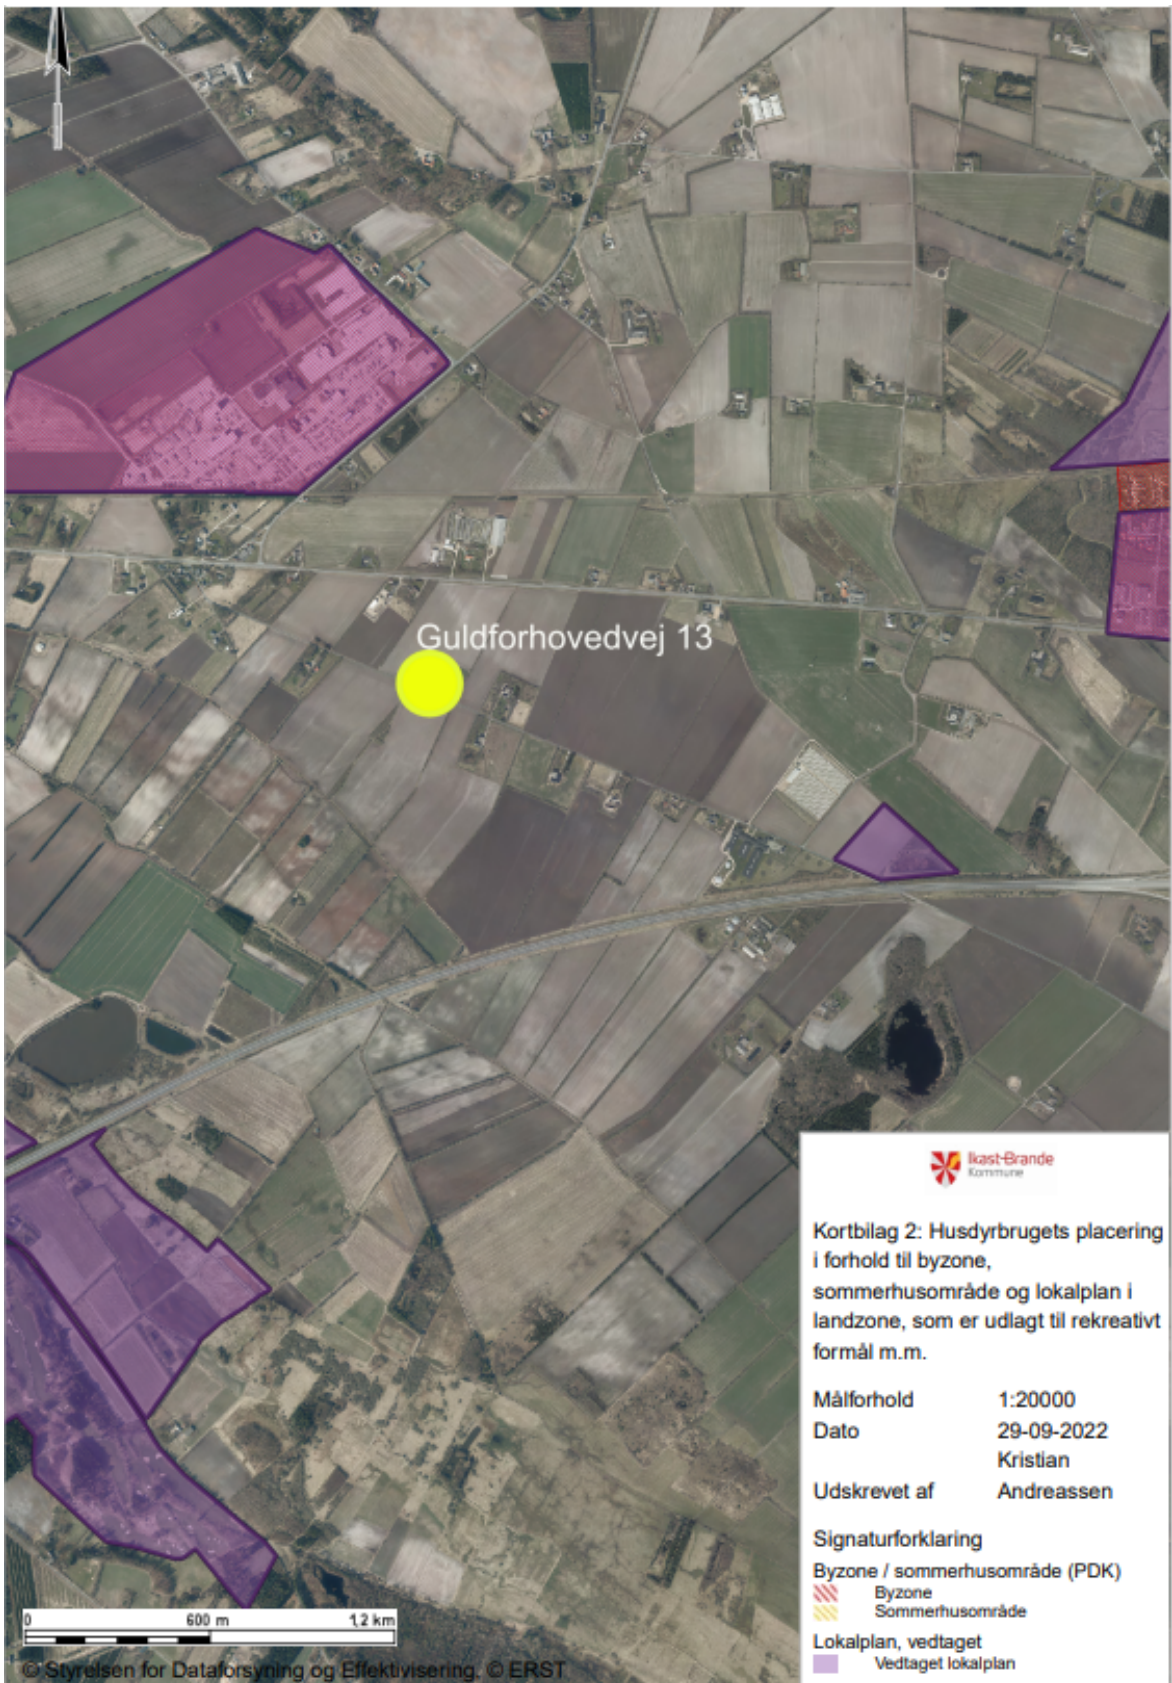 Guldforhovedvej 13
Ikast-Brande
Kommune
Kortbilag 2: Husdyrbrugets placering
i forhold til byzone,
sommerhusområde og lokalplan i
landzone, som er udlagt til rekreativt
formål m.m.
Målforhold 1:20000
Dato 29-09-2022
Kristian
Udskrevet af Andreassen
Signaturforklaring
Byzone / sommerhusområde (PDK)
Byzone
Sommerhusområde
Lokalplan, vedtaget
Vedtaget lokalplan
0 600 m 1,2 km
© Styrelsen for Dataforsyning og Effektivisering, © ERST